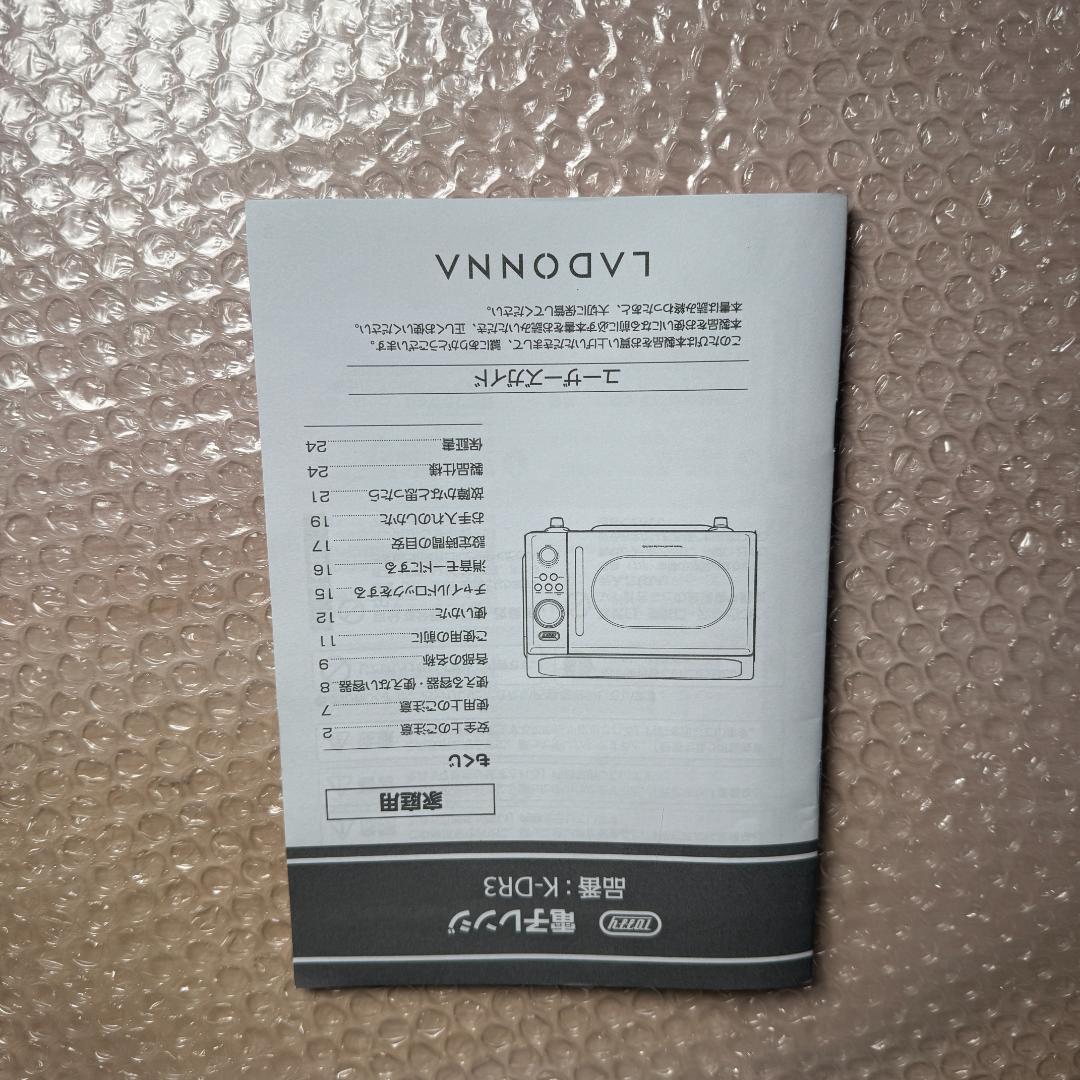 Toffy 電子レンジ
品番：K-DR3
家庭用
もくじ
安全上のご注意 2
使用上のご注意 7
使える容器・使えない容器 8
各部の名称 9
ご使用の前に 11
使いかた 12
チャイルドロックをする 15
消音モードにする 16
設定時間の目安 17
お手入れのしかた 19
故障かなと思ったら 21
製品仕様 24
保証書 24
ユーザーズガイド
このたびは本製品をお買い上げいただきまして、誠にありがとうございます。
本製品をお使いになる前に必ず本書をお読みいただき、正しくお使いください。
本書は読み終わったあと、大切に保管してください。
LADONNA